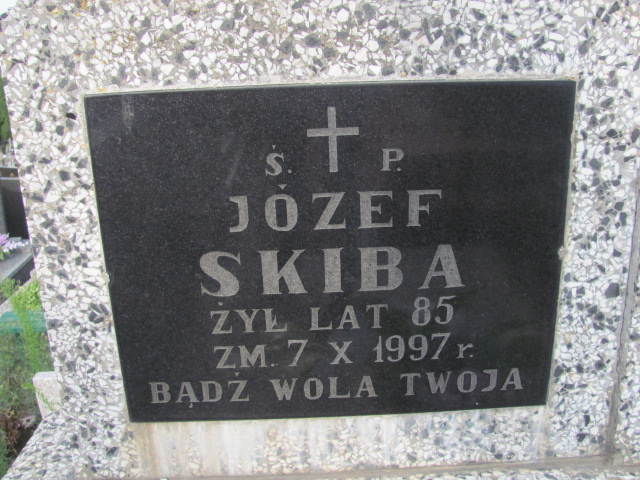 Ś. P.
JÓZEF
SKIBA
ŻYŁ LAT 85
ZM. 7 X 1997 r.
BĄDŹ WOLA TWOJA